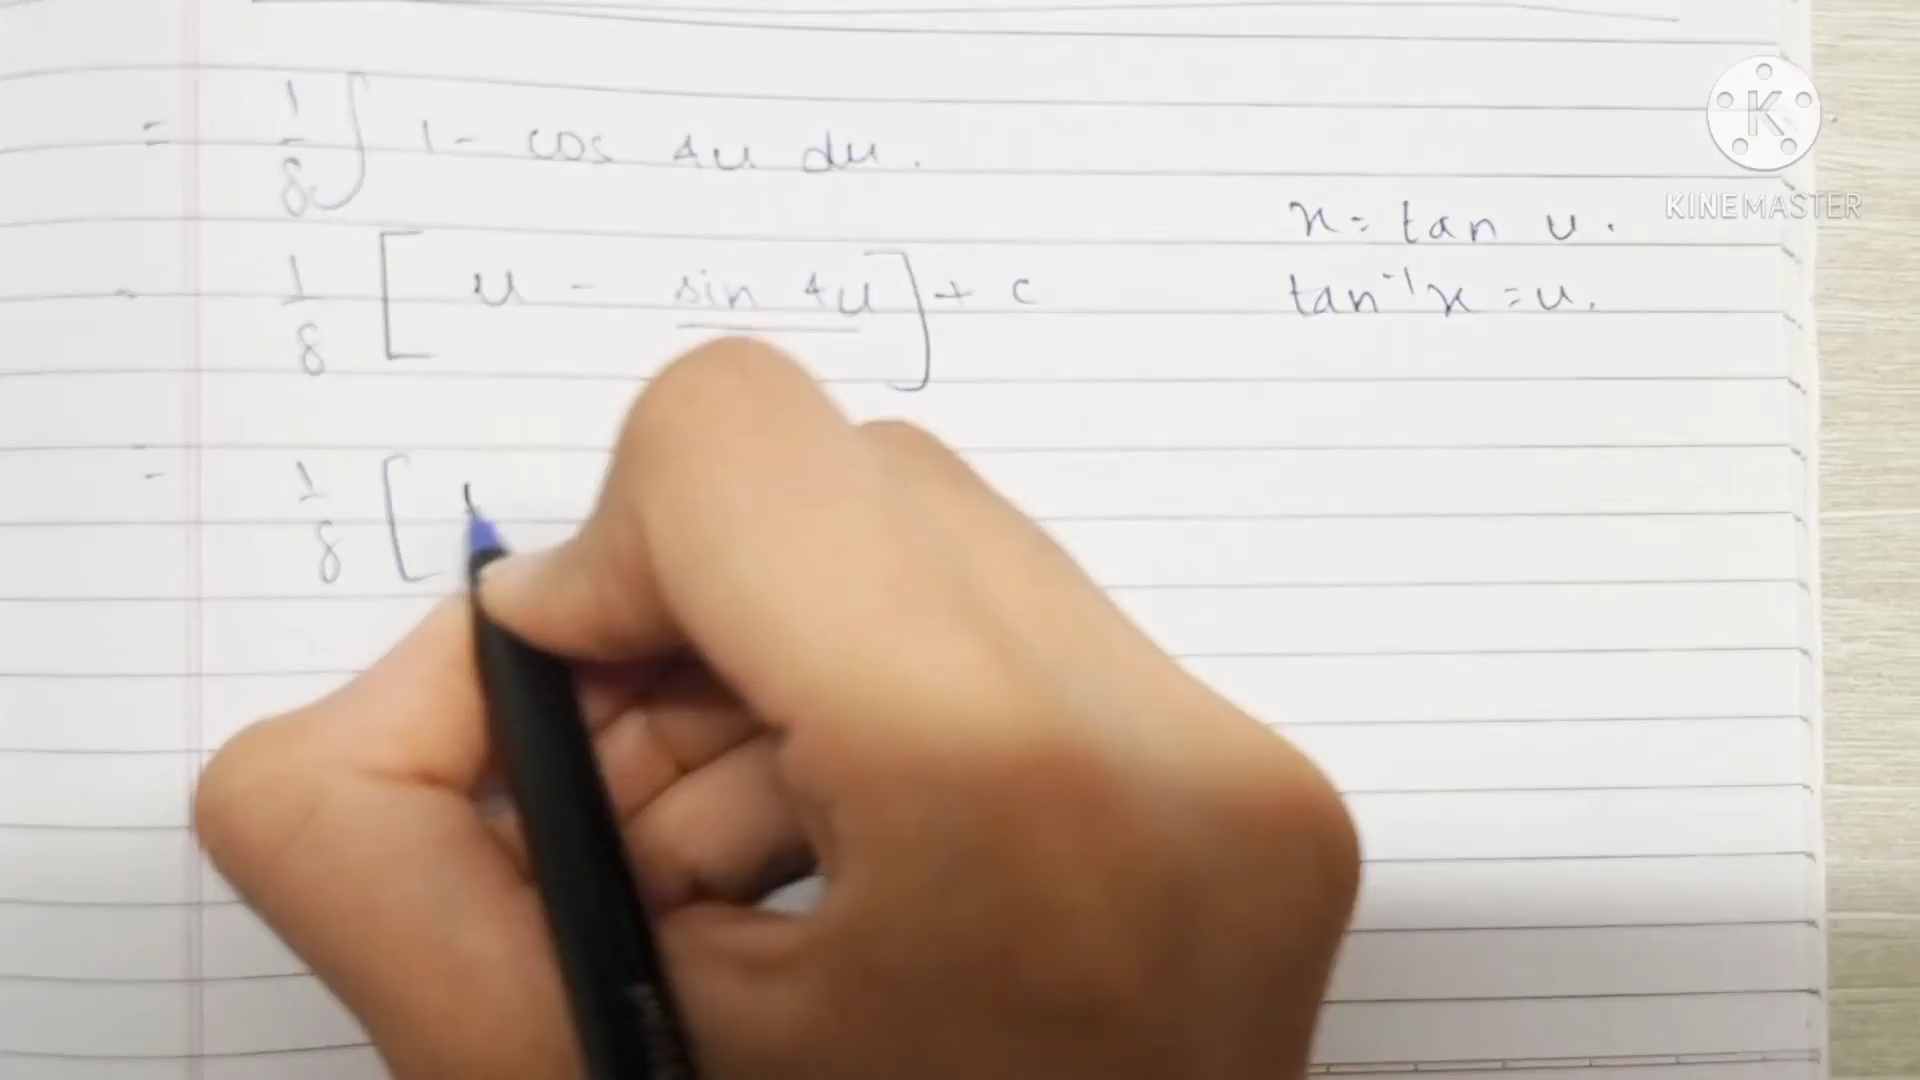 = 1/8 ∫ 1 - cos 4u du.
x = tan u.
- 1/8 [ u - sin 4u ] + c
tan⁻¹x = u.
= 1/8 [
K
KINEMASTER